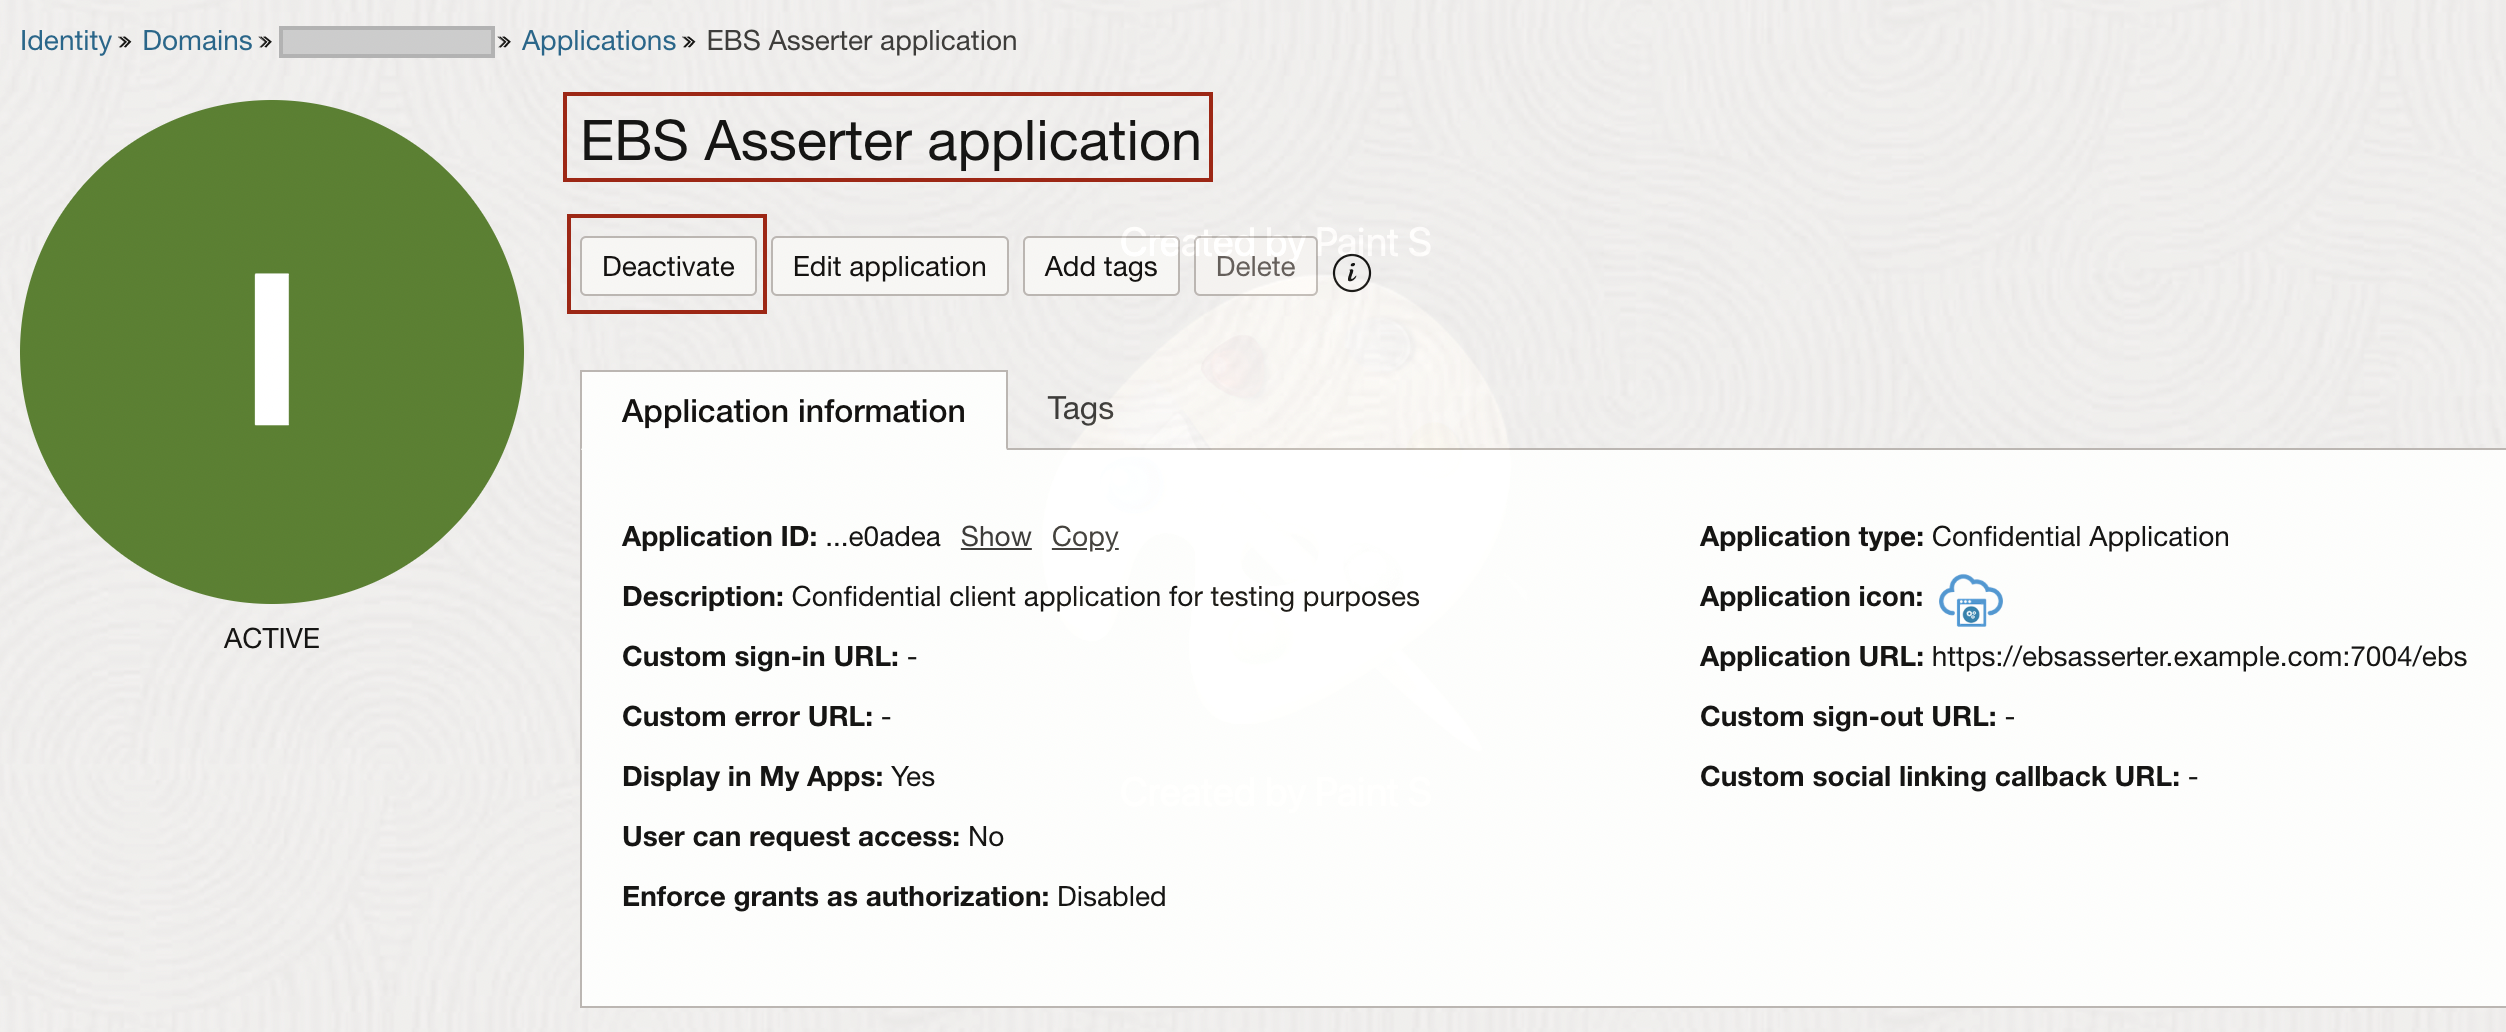 Identity » Domains » » Applications » EBS Asserter application
EBS Asserter application
Created by Paint S
Deactivate Edit application Add tags Delete i
I
ACTIVE
Application information Tags
Application ID: ...e0adea Show Copy
Application type: Confidential Application
Description: Confidential client application for testing purposes
Application icon:
Custom sign-in URL: -
Application URL: https://ebsasserter.example.com:7004/ebs
Custom error URL: -
Custom sign-out URL: -
Display in My Apps: Yes
Custom social linking callback URL: -
Created by Paint S
User can request access: No
Enforce grants as authorization: Disabled